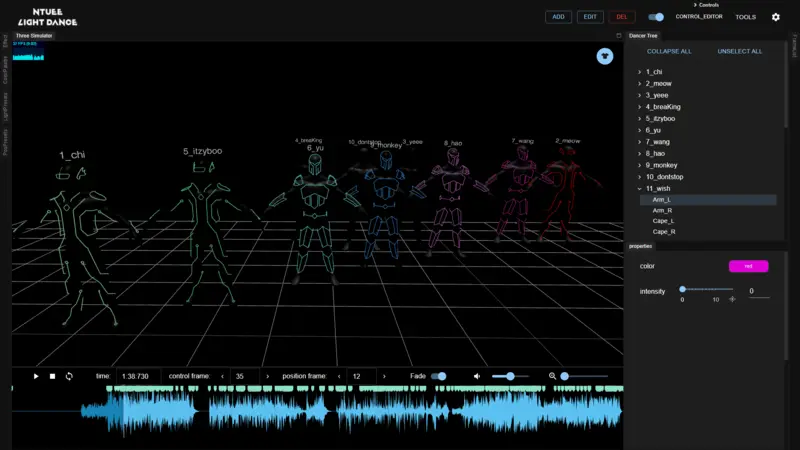 Controls
NTUEE
LIGHT DANCE
ADD
EDIT
DEL
CONTROL_EDITOR
TOOLS
Three Simulator
Dancer Tree
COLLAPSE ALL
UNSELECT ALL
1_chi
2_meow
3_yeee
4_breaKing
5_itzyboo
6_yu
7_wang
8_hao
9_monkey
10_dontstop
11_wish
Arm_L
Arm_R
Cape_L
Cape_R
1_chi
5_itzyboo
4_breaKing
6_yu
10_dontstop
9_monkey
3_yeee
8_hao
7_wang
2_meow
properties
color
red
intensity
0
0
10
time:
1:38:730
control frame:
35
position frame:
12
Fade